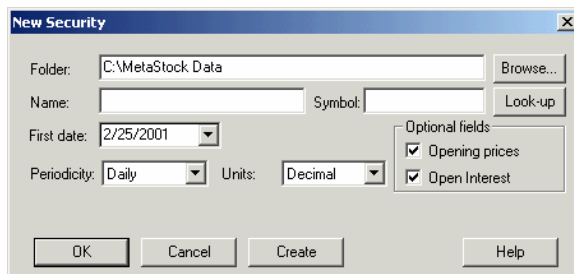 New Security
Folder: C:\MetaStock Data Browse...
Name: Symbol: Look-up
First date: 2/25/2001 Optional fields
Opening prices
Periodicity: Daily Units: Decimal Open Interest
OK Cancel Create Help